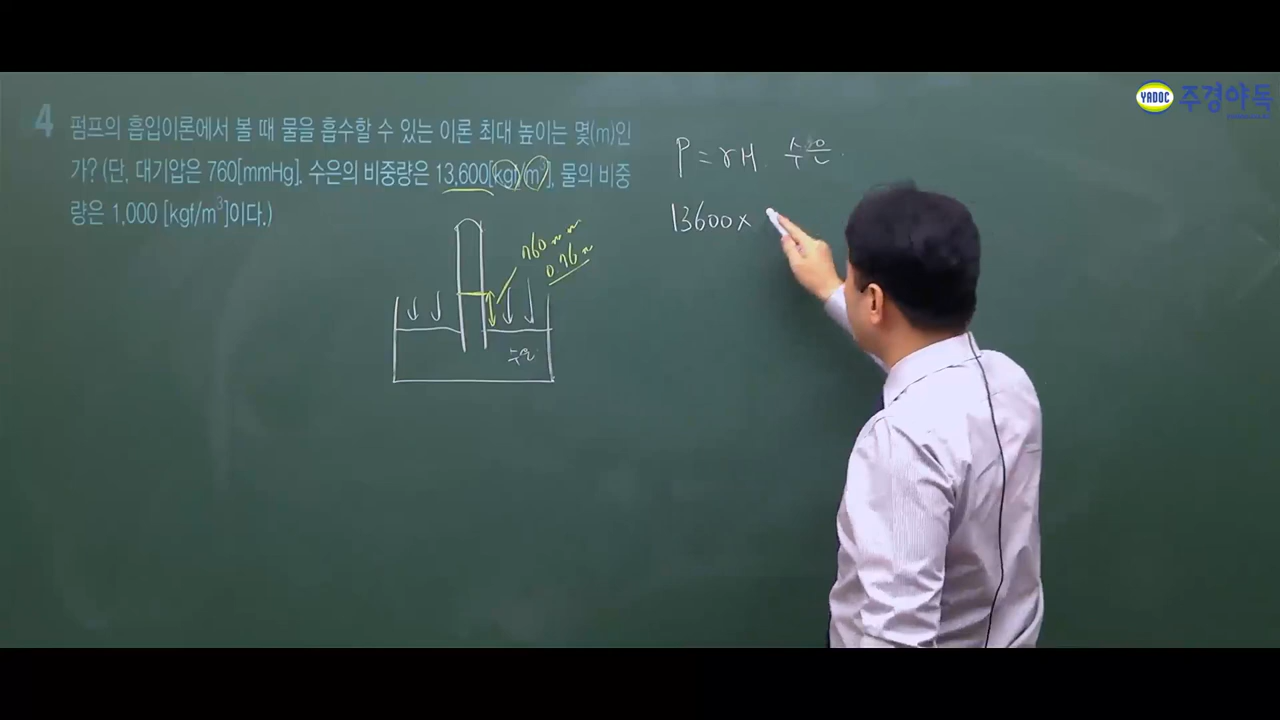 YADOC 주경야독
4 펌프의 흡입이론에서 볼 때 물을 흡수할 수 있는 이론 최대 높이는 몇(m)인
가? (단, 대기압은 760[mmHg], 수은의 비중량은 13,600[kgf/m³], 물의 비중
량은 1,000 [kgf/m³]이다.)
P = rH 수은
13600x
760mm
0.76m
수은